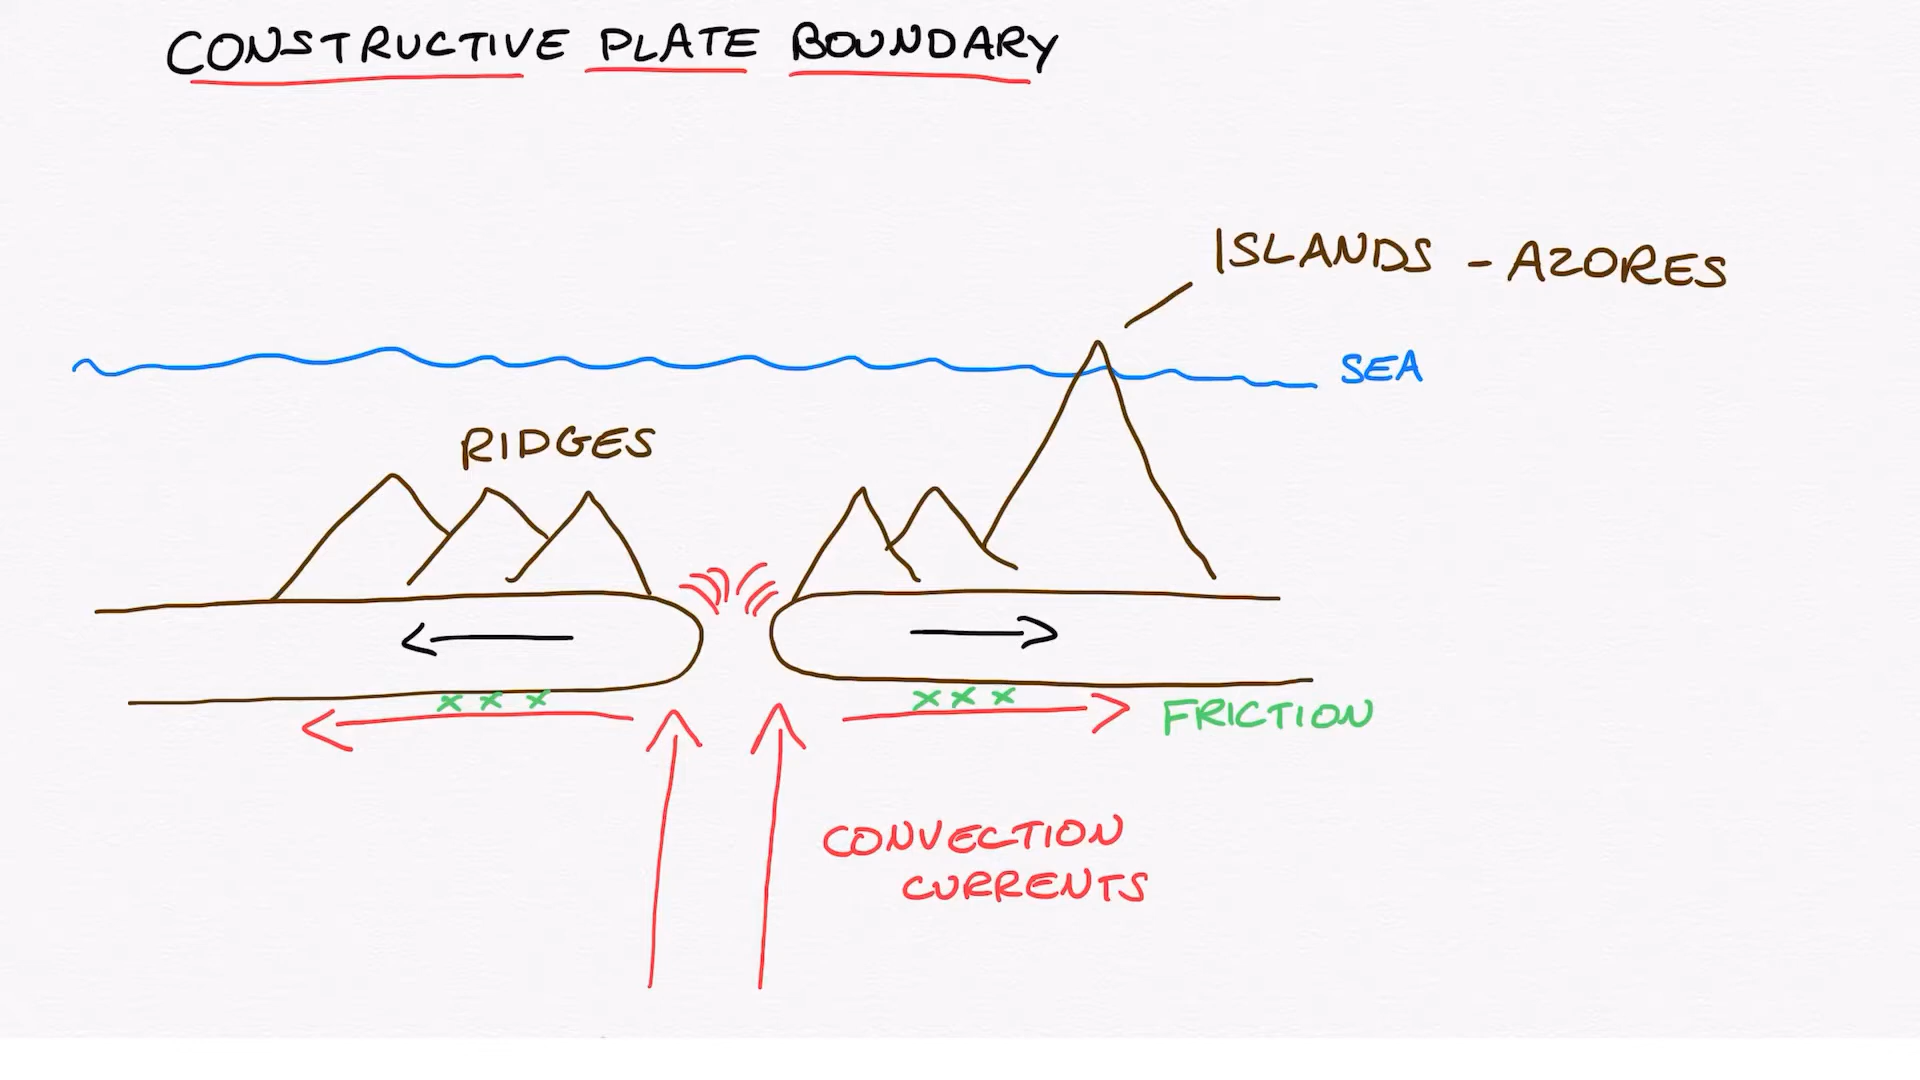 CONSTRUCTIVE PLATE BOUNDARY
ISLANDS - AZORES
SEA
RIDGES
x x x
x x x
FRICTION
CONVECTION
CURRENTS